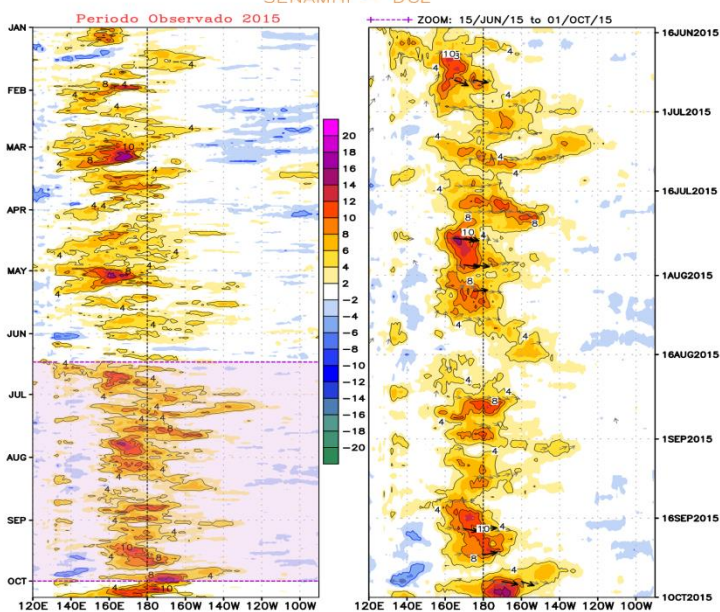 Periodo Observado 2015
JAN
FEB
MAR
APR
MAY
JUN
JUL
AUG
SEP
OCT
120E 140E 160E 180 160W 140W 120W 100W
20
18
16
14
12
10
8
6
4
2
-2
-4
-6
-8
-10
-12
-14
-16
-18
-20
ZOOM: 15/JUN/15 to 01/OCT/15
16JUN2015
1JUL2015
16JUL2015
1AUG2015
16AUG2015
1SEP2015
16SEP2015
1OCT2015
120E 140E 160E 180 160W 140W 120W 100W